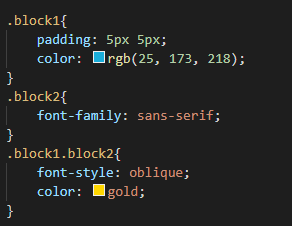 .block1{
    padding: 5px 5px;
    color: rgb(25, 173, 218);
}
.block2{
    font-family: sans-serif;
}
.block1.block2{
    font-style: oblique;
    color: gold;
}